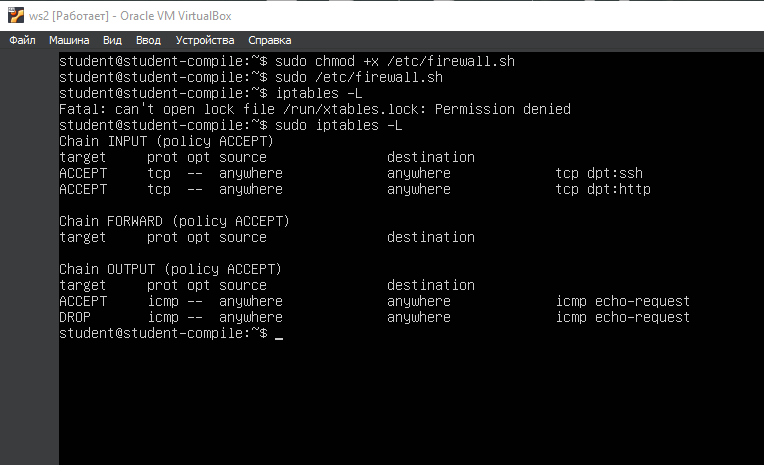 ws2 [Работает] - Oracle VM VirtualBox
Файл Машина Вид Ввод Устройства Справка
student@student-compile:~$ sudo chmod +x /etc/firewall.sh
student@student-compile:~$ sudo /etc/firewall.sh
student@student-compile:~$ iptables -L
Fatal: can't open lock file /run/xtables.lock: Permission denied
student@student-compile:~$ sudo iptables -L
Chain INPUT (policy ACCEPT)
target prot opt source destination
ACCEPT tcp -- anywhere anywhere tcp dpt:ssh
ACCEPT tcp -- anywhere anywhere tcp dpt:http
Chain FORWARD (policy ACCEPT)
target prot opt source destination
Chain OUTPUT (policy ACCEPT)
target prot opt source destination
ACCEPT icmp -- anywhere anywhere icmp echo-request
DROP icmp -- anywhere anywhere icmp echo-request
student@student-compile:~$ _